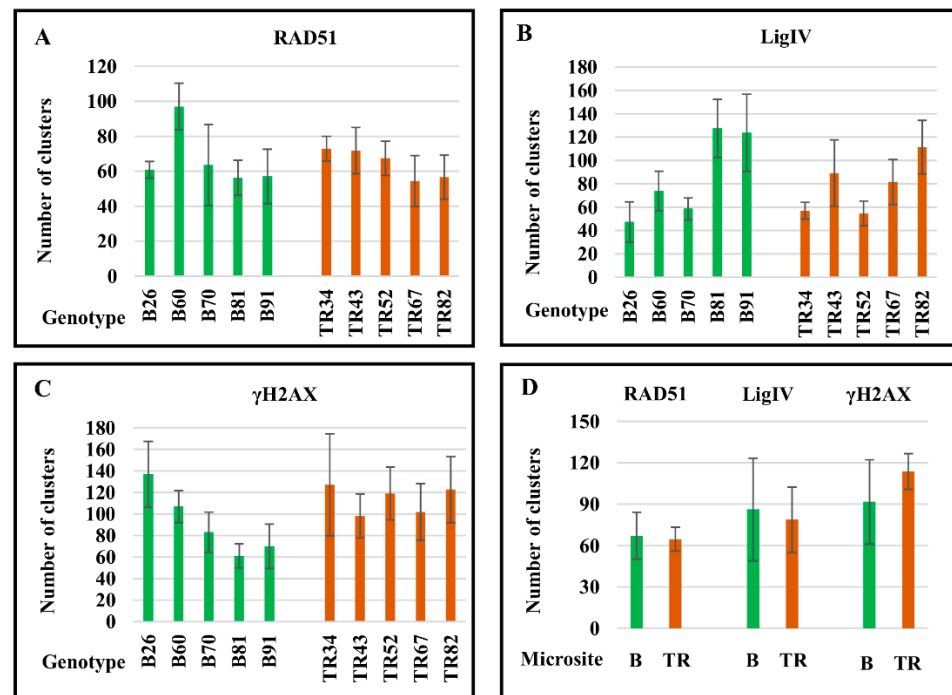 A
RAD51
Number of clusters
120
100
80
60
40
20
0
Genotype
B26 B60 B70 B81 B91 TR34 TR43 TR52 TR67 TR82
B
LigIV
Number of clusters
180
160
140
120
100
80
60
40
20
0
Genotype
B26 B60 B70 B81 B91 TR34 TR43 TR52 TR67 TR82
C
γH2AX
Number of clusters
180
160
140
120
100
80
60
40
20
0
Genotype
B26 B60 B70 B81 B91 TR34 TR43 TR52 TR67 TR82
D
RAD51 LigIV γH2AX
Number of clusters
150
120
90
60
30
0
Microsite B TR B TR B TR